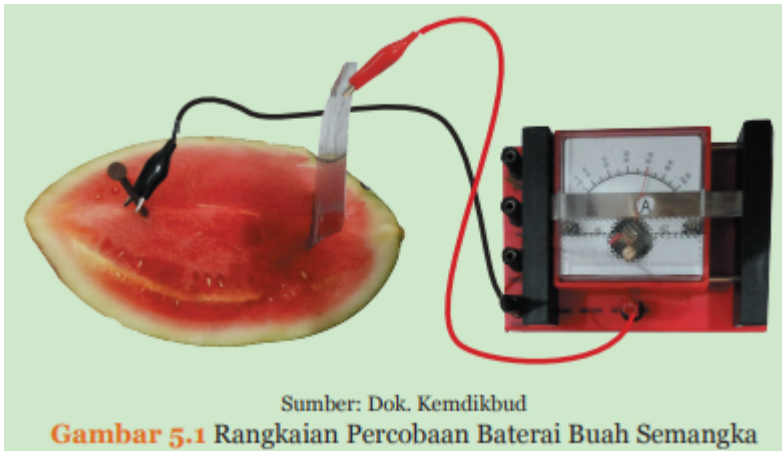 A
Sumber: Dok. Kemdikbud
Gambar 5.1 Rangkaian Percobaan Baterai Buah Semangka